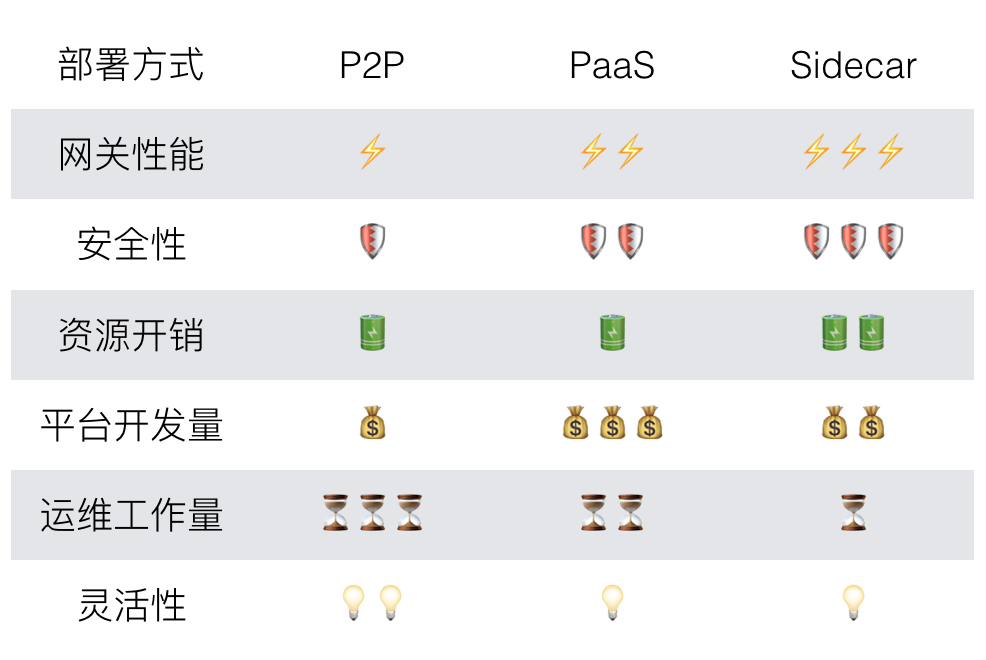 部署方式 P2P PaaS Sidecar
网关性能 ⚡ ⚡⚡ ⚡⚡⚡
安全性 🛡 🛡🛡 🛡🛡🛡
资源开销 🔋 🔋 🔋🔋
平台开发量 💰 💰💰💰 💰💰
运维工作量 ⏳⏳⏳ ⏳⏳ ⏳
灵活性 💡💡 💡 💡